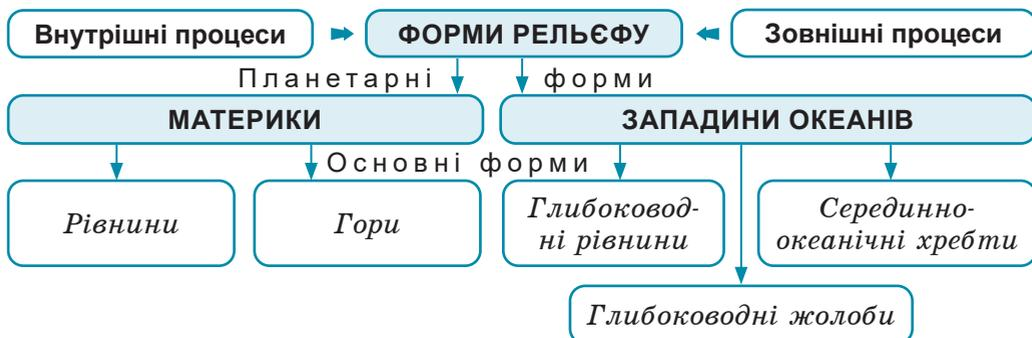 Внутрішні процеси
ФОРМИ РЕЛЬЄФУ
Зовнішні процеси
Планетарні форми
МАТЕРИКИ
ЗАПАДИНИ ОКЕАНІВ
Основні форми
Рівнини
Гори
Глибоковод-
ні рівнини
Серединно-
океанічні хребти
Глибоководні жолоби